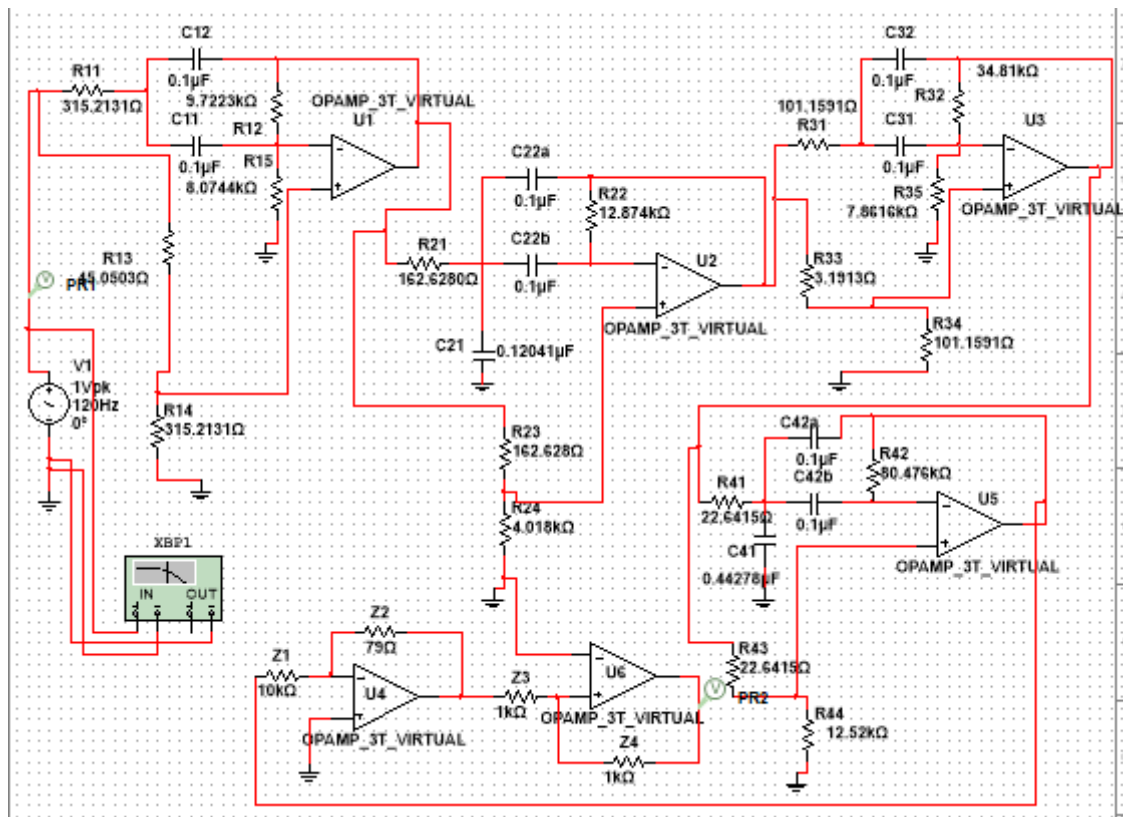 C12
0.1µF
R11
315.2131Ω
9.7223kΩ
R12
C11
0.1µF
OPAMP_3T_VIRTUAL
U1
R15
8.0744kΩ
R13
45.0503Ω
PR1
V1
1Vpk
120Hz
0°
R14
315.2131Ω
C22a
0.1µF
R22
12.874kΩ
R21
162.6280Ω
C22b
0.1µF
U2
OPAMP_3T_VIRTUAL
C21
0.12041µF
R23
162.628Ω
R24
4.018kΩ
C32
0.1µF
34.81kΩ
R32
101.1591Ω
R31
C31
0.1µF
U3
R35
7.8616kΩ
OPAMP_3T_VIRTUAL
R33
3.1913Ω
R34
101.1591Ω
C42a
0.1µF
R42
80.476kΩ
C42b
0.1µF
R41
22.6415Ω
U5
C41
0.44278µF
OPAMP_3T_VIRTUAL
XBP1
IN
OUT
Z2
79Ω
Z1
10kΩ
U4
OPAMP_3T_VIRTUAL
Z3
1kΩ
U6
OPAMP_3T_VIRTUAL
Z4
1kΩ
PR2
R43
22.6415Ω
R44
12.52kΩ